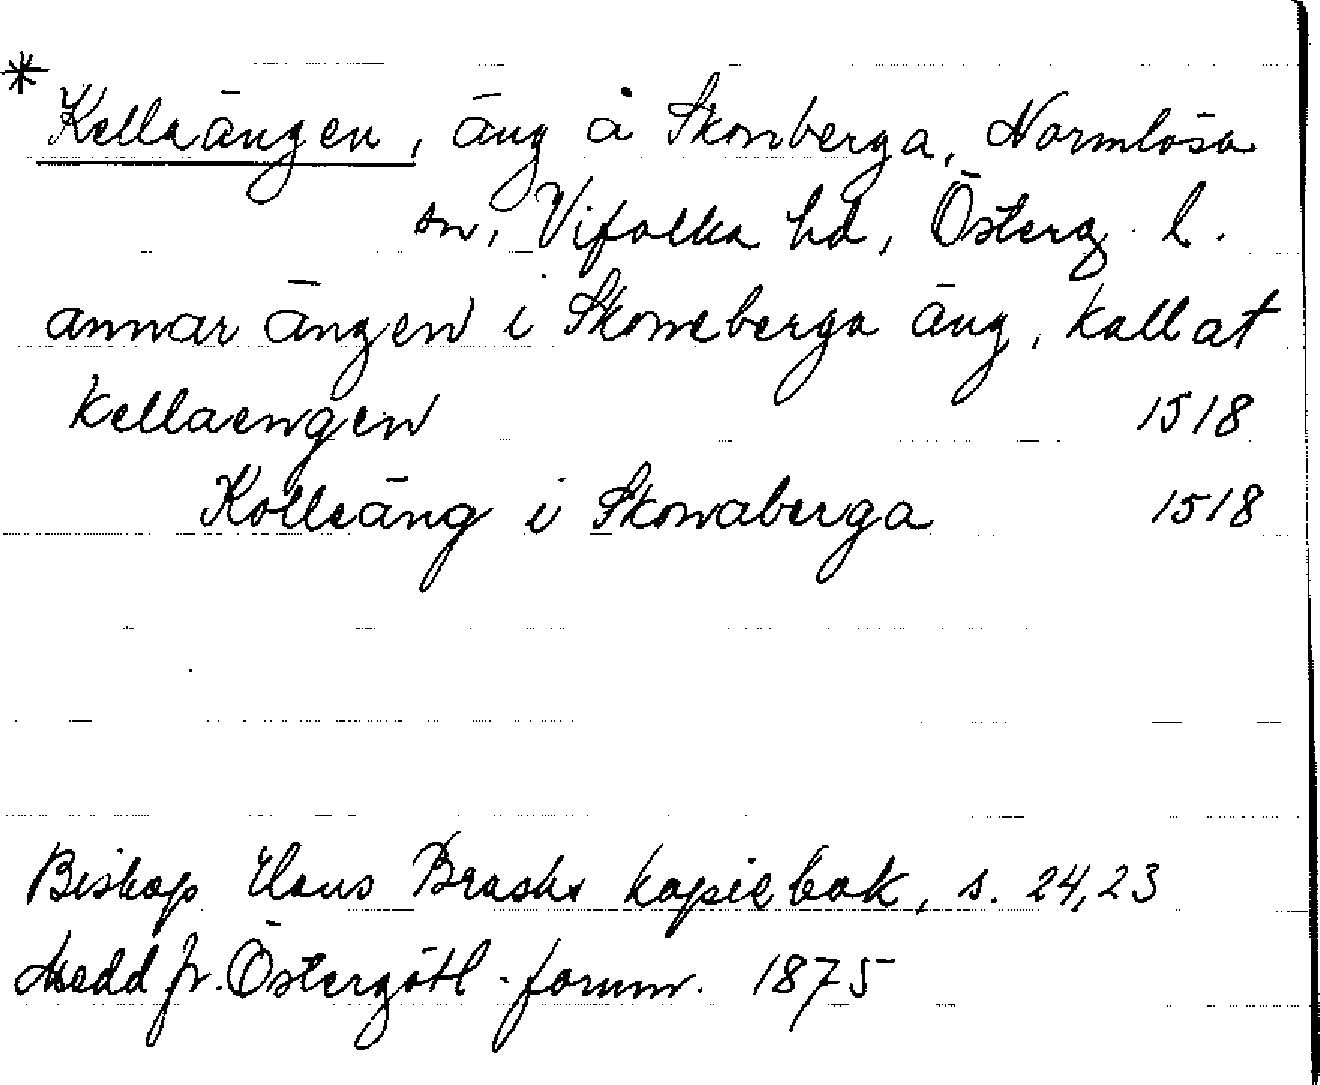 * Kellaängen, äng å Skonberga, Normlösa
sn, Vifolka hd, Österg. l.
annar ängen i Skoneberga äng, kallat
kellaengen 1518
Kolleäng i Skonaberga 1518
Biskop Hans Brasks kopiebok, s. 24,23
Medd fr. Östergötl. fornm. 1875